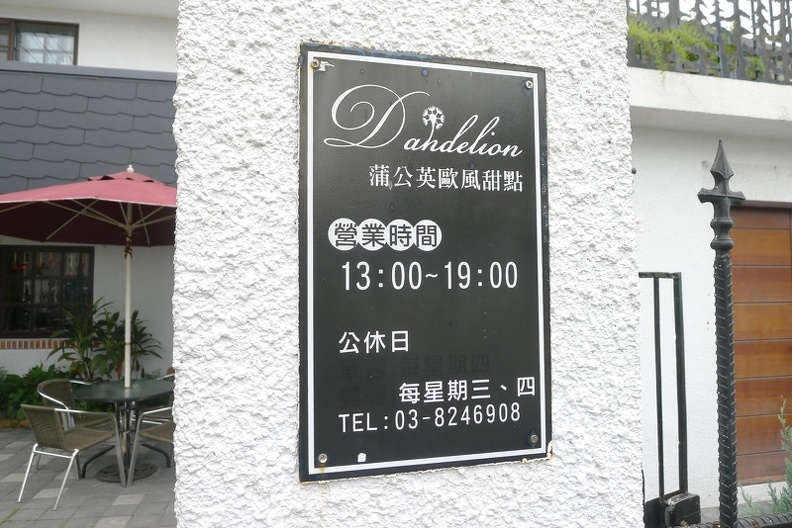 Dandelion
蒲公英歐風甜點
營業時間
13:00~19:00
公休日
每星期三、四
TEL:03-8246908